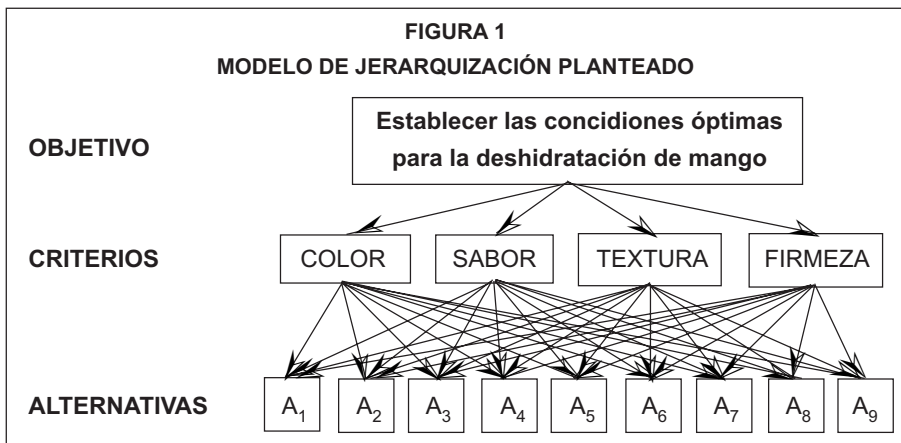 FIGURA 1
MODELO DE JERARQUIZACIÓN PLANTEADO
OBJETIVO
Establecer las concidiones óptimas
para la deshidratación de mango
CRITERIOS
COLOR SABOR TEXTURA FIRMEZA
ALTERNATIVAS
A1 A2 A3 A4 A5 A6 A7 A8 A9